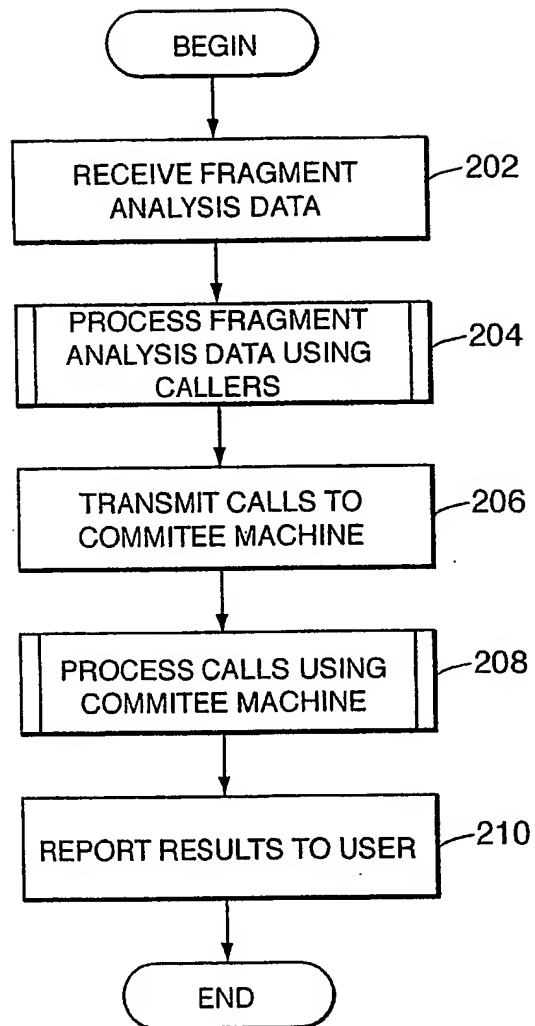 BEGIN
RECEIVE FRAGMENT
ANALYSIS DATA
202
PROCESS FRAGMENT
ANALYSIS DATA USING
CALLERS
204
TRANSMIT CALLS TO
COMMITEE MACHINE
206
PROCESS CALLS USING
COMMITEE MACHINE
208
REPORT RESULTS TO USER
210
END